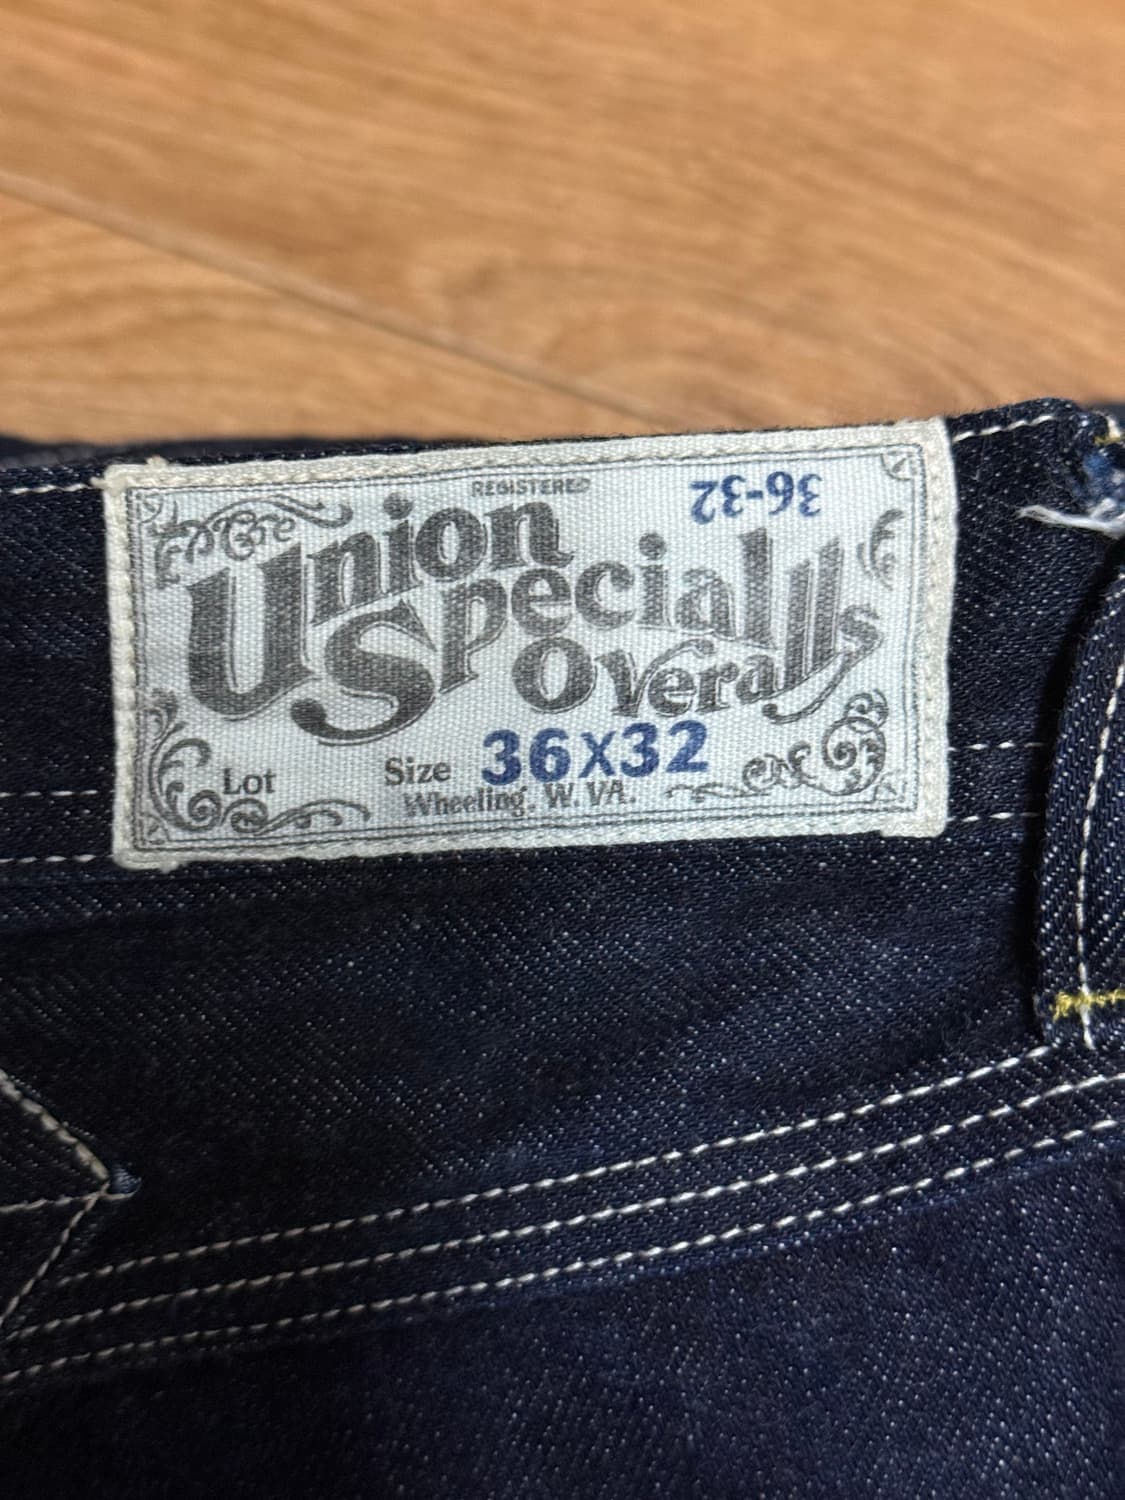 REGISTERED
36-32
Union
Special
Overalls
Lot
Size 36X32
Wheeling, W. VA.